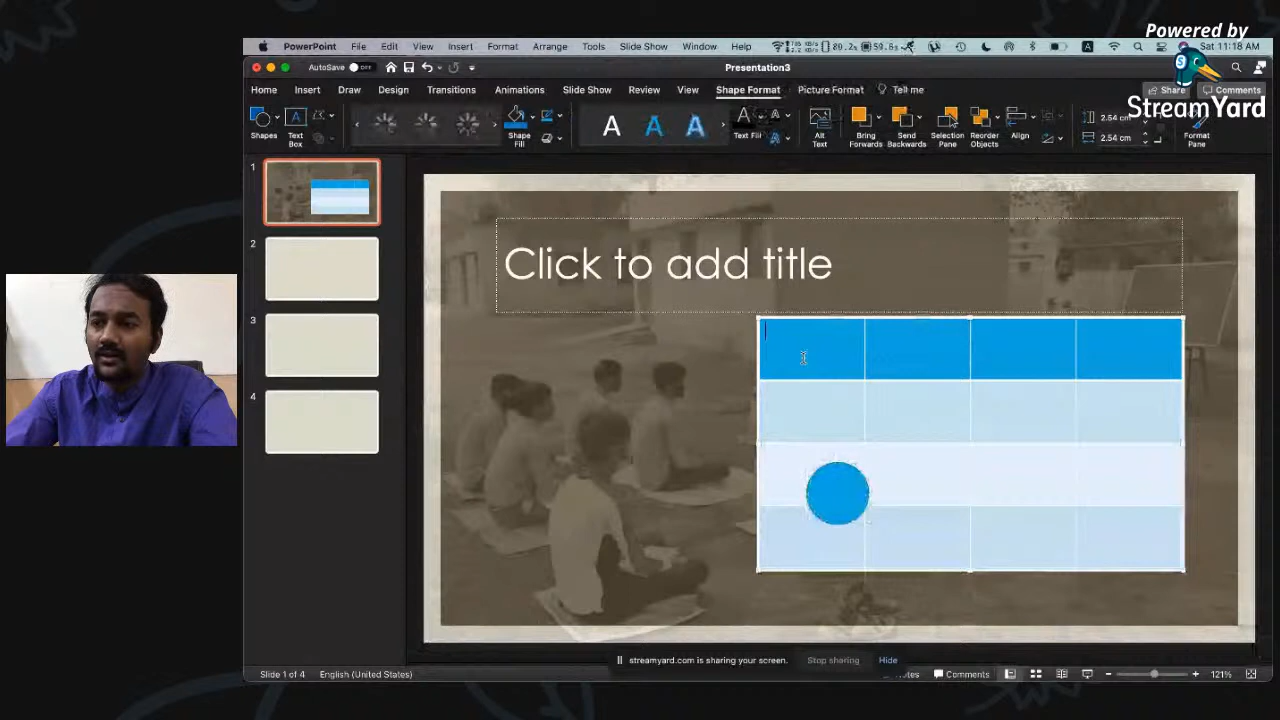 Powered by
StreamYard
PowerPoint File Edit View Insert Format Arrange Tools Slide Show Window Help Sat 11:18 AM
AutoSave OFF Presentation3
Home Insert Draw Design Transitions Animations Slide Show Review View Shape Format Picture Format Tell me Share Comments
Shapes Text Box Shape Fill A A A Text Fill Alt Text Bring Forwards Send Backwards Selection Pane Reorder Objects Align 2.54 cm 2.54 cm Format Pane
1
2
3
4
Click to add title
streamyard.com is sharing your screen. Stop sharing Hide
Slide 1 of 4 English (United States) Comments 121%